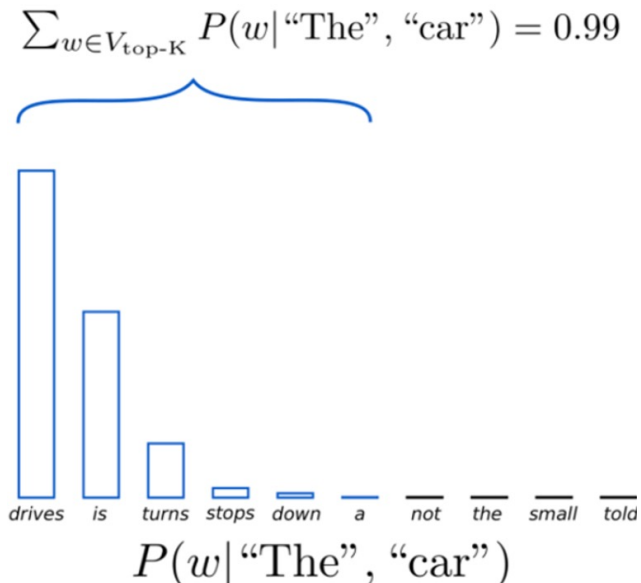 ∑w∈Vtop-K P(w|“The”, “car”) = 0.99
drives is turns stops down a not the small told
P(w|“The”, “car”)